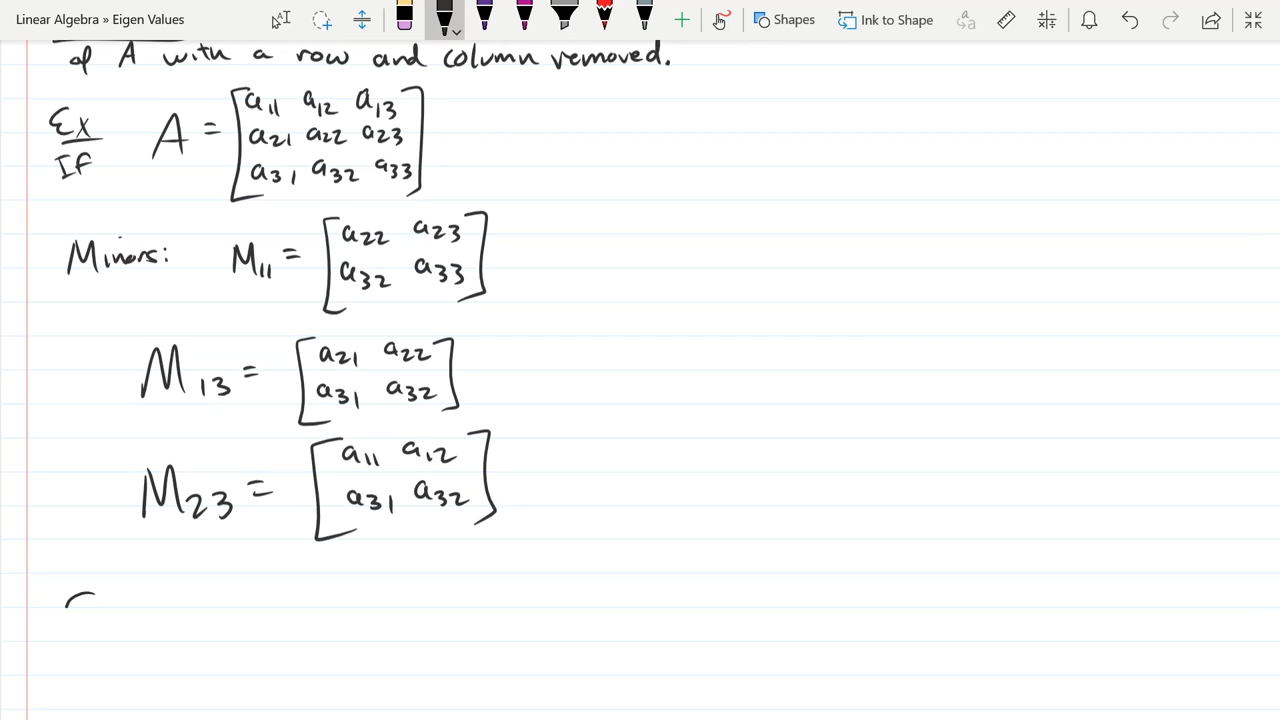 Linear Algebra » Eigen Values
Shapes
Ink to Shape
of A with a row and column removed.
Ex
If
A = [a11 a12 a13
a21 a22 a23
a31 a32 a33]
Minors: M11 = [a22 a23
a32 a33]
M13 = [a21 a22
a31 a32]
M23 = [a11 a12
a31 a32]